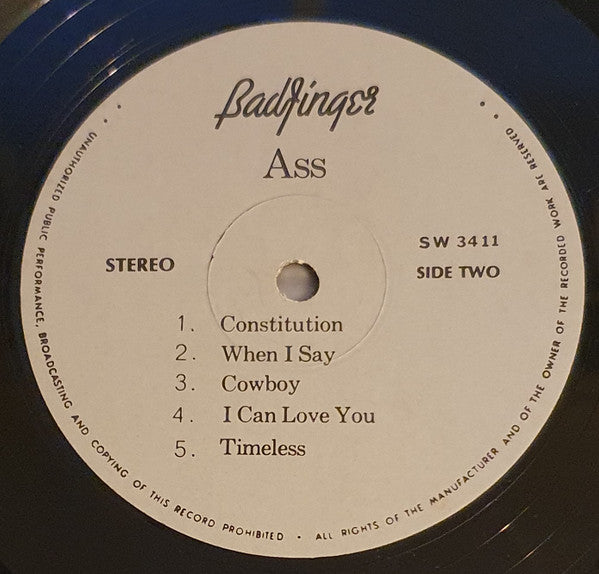 Badfinger
Ass
STEREO
SW 3411
SIDE TWO
1. Constitution
2. When I Say
3. Cowboy
4. I Can Love You
5. Timeless
• • UNAUTHORIZED PUBLIC PERFORMANCE, BROADCASTING AND COPYING OF THIS RECORD PROHIBITED • ALL RIGHTS OF THE MANUFACTURER AND OF THE OWNER OF THE RECORDED WORK ARE RESERVED • •